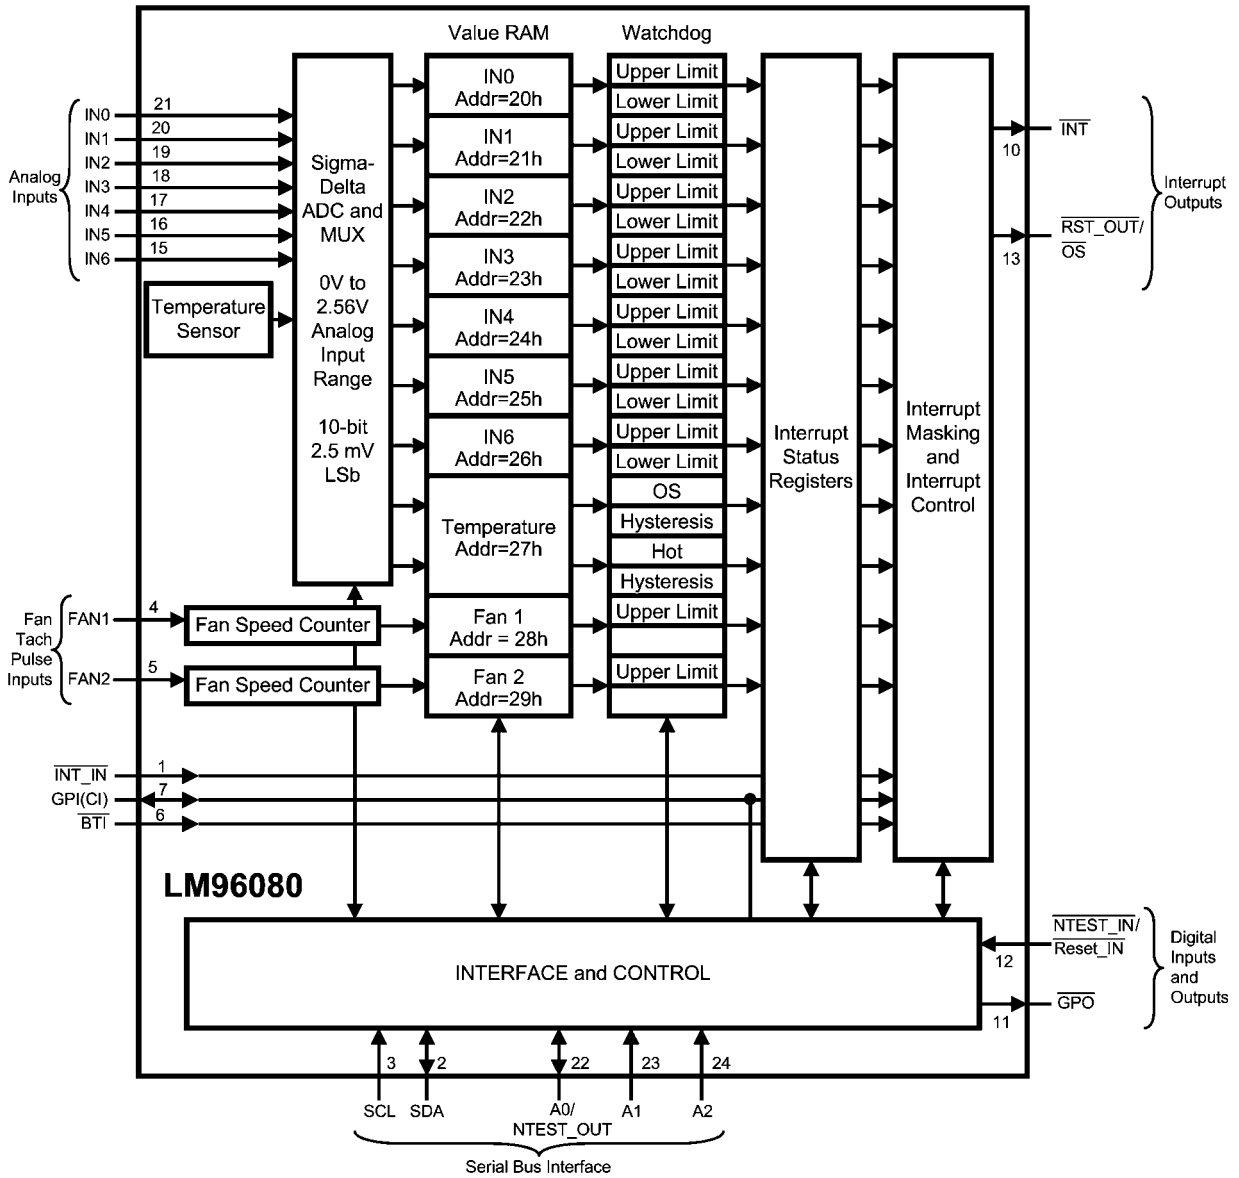 Value RAM
Watchdog
Analog
Inputs
IN0
21
IN1
20
IN2
19
IN3
18
IN4
17
IN5
16
IN6
15
Temperature
Sensor
Sigma-
Delta
ADC and
MUX
0V to
2.56V
Analog
Input
Range
10-bit
2.5 mV
LSb
IN0
Addr=20h
IN1
Addr=21h
IN2
Addr=22h
IN3
Addr=23h
IN4
Addr=24h
IN5
Addr=25h
IN6
Addr=26h
Temperature
Addr=27h
Fan 1
Addr = 28h
Fan 2
Addr=29h
Upper Limit
Lower Limit
Upper Limit
Lower Limit
Upper Limit
Lower Limit
Upper Limit
Lower Limit
Upper Limit
Lower Limit
Upper Limit
Lower Limit
Upper Limit
Lower Limit
OS
Hysteresis
Hot
Hysteresis
Upper Limit
Upper Limit
Interrupt
Status
Registers
Interrupt
Masking
and
Interrupt
Control
INT
10
RST_OUT/
OS
13
Interrupt
Outputs
Fan
Tach
Pulse
Inputs
FAN1
4
Fan Speed Counter
FAN2
5
Fan Speed Counter
INT_IN
1
GPI(CI)
7
BTI
6
LM96080
INTERFACE and CONTROL
NTEST_IN/
Reset_IN
12
GPO
11
Digital
Inputs
and
Outputs
3
2
22
23
24
SCL
SDA
A0/
NTEST_OUT
A1
A2
Serial Bus Interface